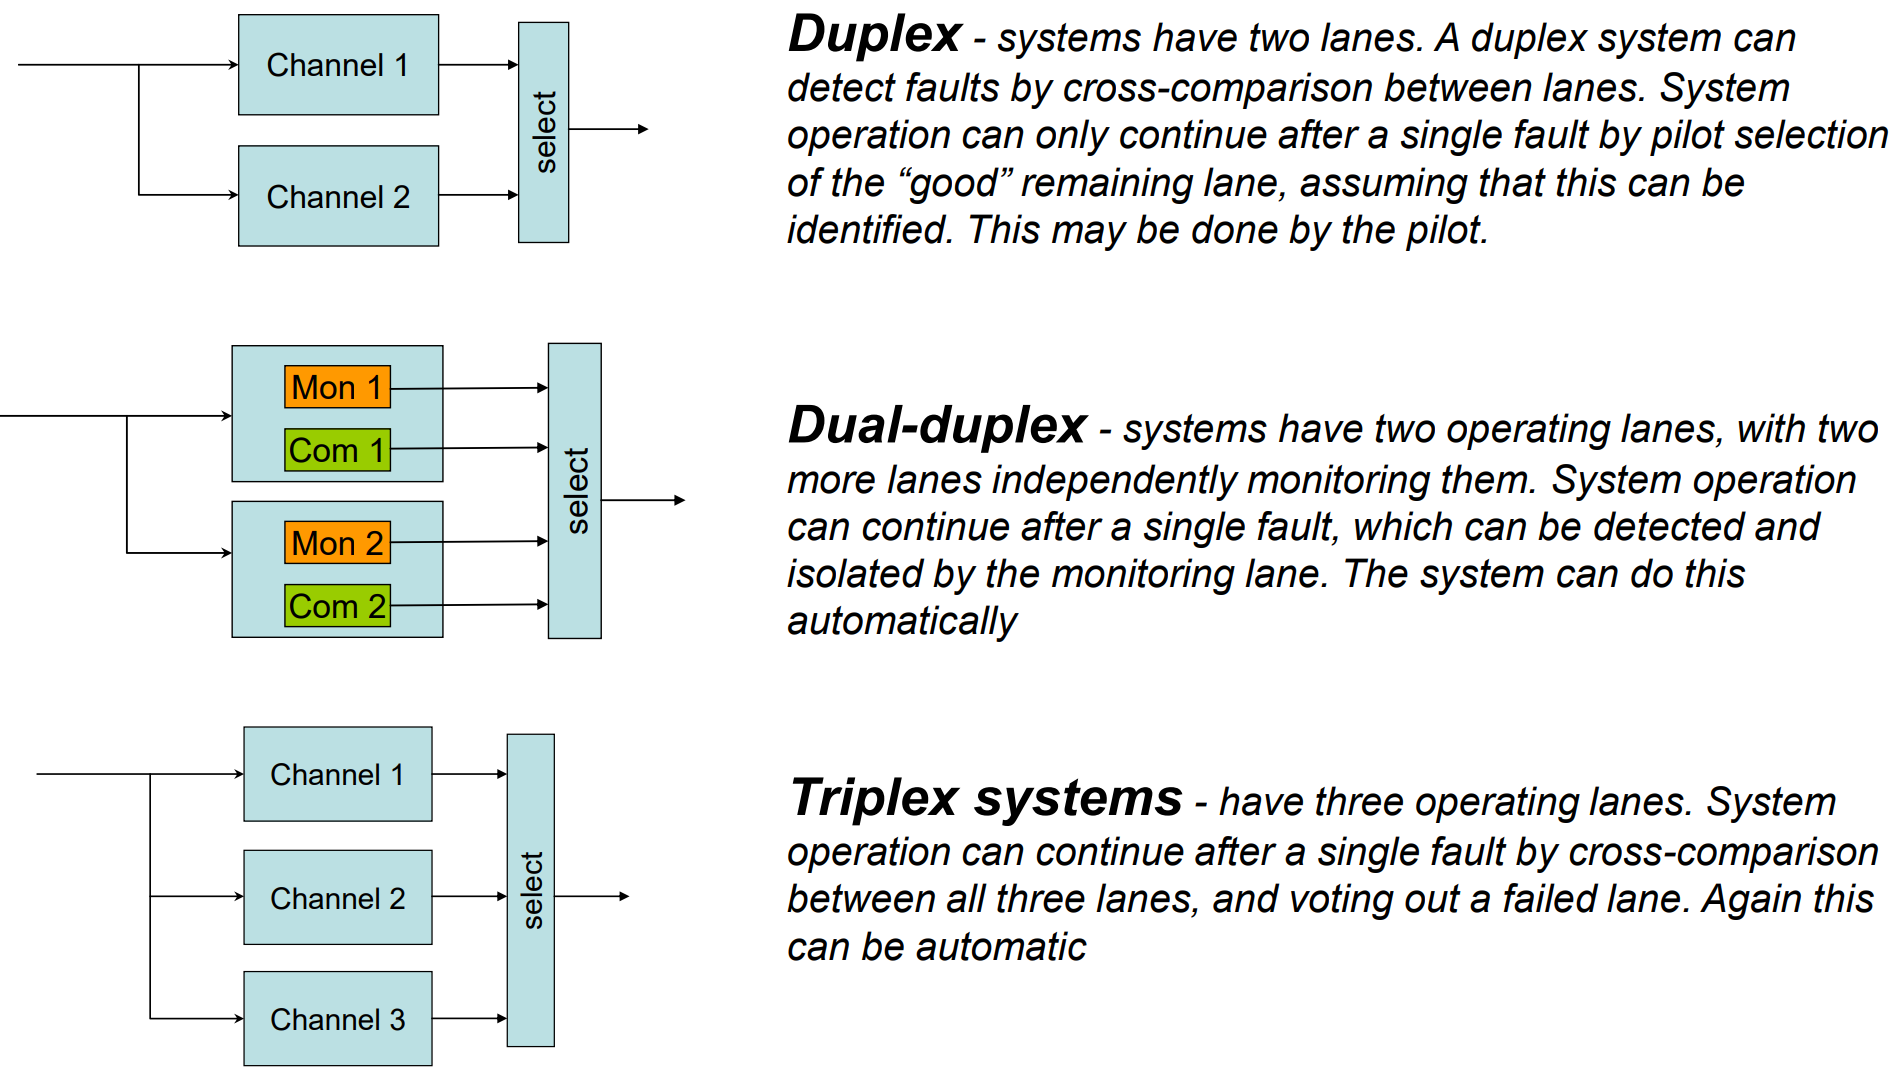 Channel 1
Channel 2
select
Duplex - systems have two lanes. A duplex system can
detect faults by cross-comparison between lanes. System
operation can only continue after a single fault by pilot selection
of the “good” remaining lane, assuming that this can be
identified. This may be done by the pilot.
Mon 1
Com 1
Mon 2
Com 2
select
Dual-duplex - systems have two operating lanes, with two
more lanes independently monitoring them. System operation
can continue after a single fault, which can be detected and
isolated by the monitoring lane. The system can do this
automatically
Channel 1
Channel 2
Channel 3
select
Triplex systems - have three operating lanes. System
operation can continue after a single fault by cross-comparison
between all three lanes, and voting out a failed lane. Again this
can be automatic